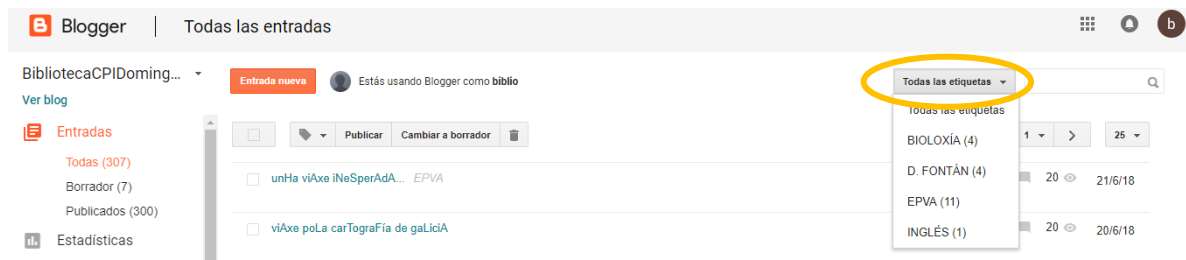 Blogger | Todas las entradas b
BibliotecaCPIDoming...
Ver blog
Entrada nueva Estás usando Blogger como biblio Todas las etiquetas
Entradas
Todas (307)
Borrador (7)
Publicados (300)
Estadísticas
Publicar Cambiar a borrador 1 25
unHa viAxe iNeSperAdA... EPVA 20 21/6/18
viAxe poLa carTograFía de gaLiciA 20 20/6/18
Todas las etiquetas
BIOLOXÍA (4)
D. FONTÁN (4)
EPVA (11)
INGLÉS (1)